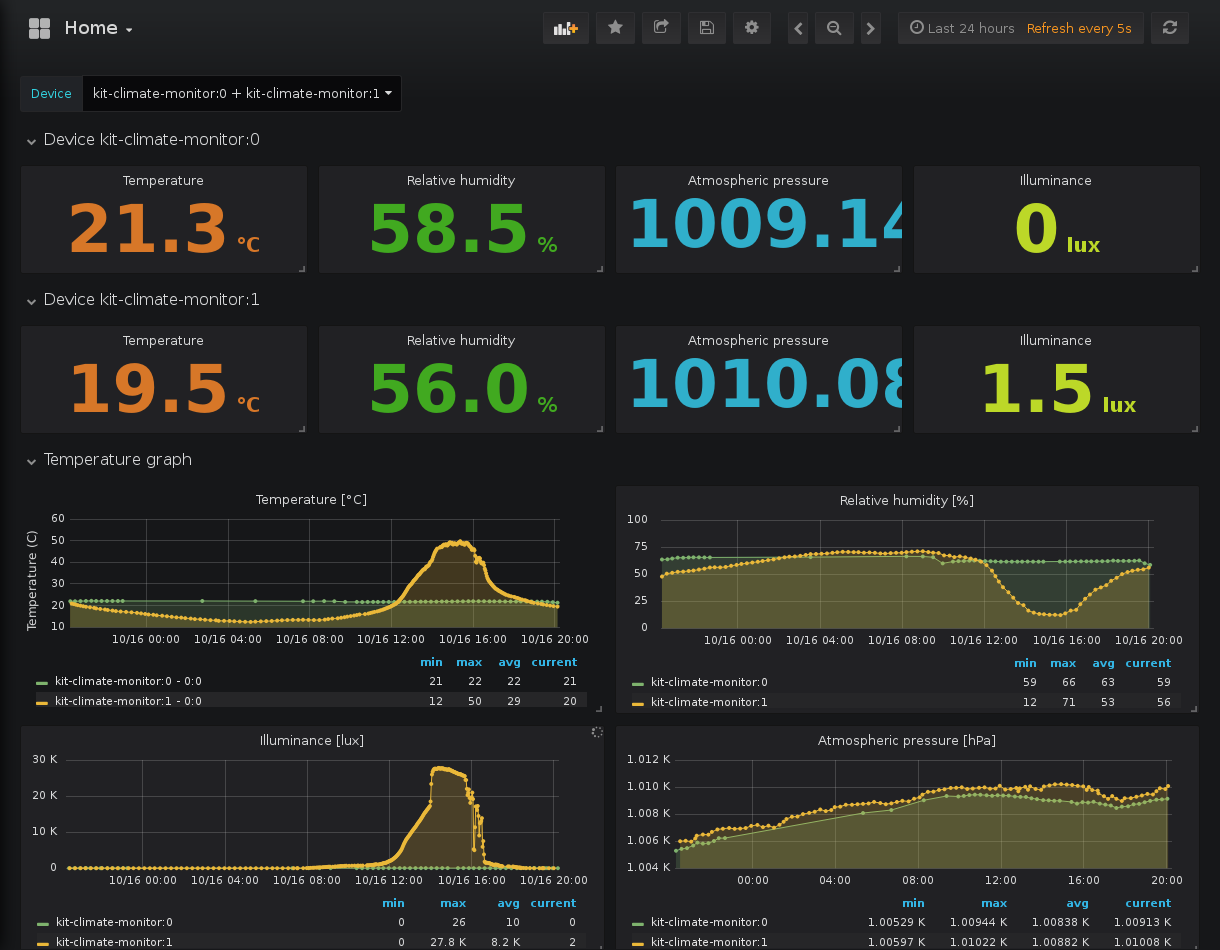 Home
Last 24 hours Refresh every 5s
Device kit-climate-monitor:0 + kit-climate-monitor:1
Device kit-climate-monitor:0
Temperature Relative humidity Atmospheric pressure Illuminance
21.3 °C 58.5 % 1009.14 0 lux
Device kit-climate-monitor:1
Temperature Relative humidity Atmospheric pressure Illuminance
19.5 °C 56.0 % 1010.08 1.5 lux
Temperature graph
Temperature [°C]
Temperature (C)
60
50
40
30
20
10
10/16 00:00 10/16 04:00 10/16 08:00 10/16 12:00 10/16 16:00 10/16 20:00
min max avg current
kit-climate-monitor:0 - 0:0 21 22 22 21
kit-climate-monitor:1 - 0:0 12 50 29 20
Relative humidity [%]
100
75
50
25
0
10/16 00:00 10/16 04:00 10/16 08:00 10/16 12:00 10/16 16:00 10/16 20:00
min max avg current
kit-climate-monitor:0 59 66 63 59
kit-climate-monitor:1 12 71 53 56
Illuminance [lux]
30 K
20 K
10 K
0
10/16 00:00 10/16 04:00 10/16 08:00 10/16 12:00 10/16 16:00 10/16 20:00
min max avg current
kit-climate-monitor:0 0 26 10 0
kit-climate-monitor:1 0 27.8 K 8.2 K 2
Atmospheric pressure [hPa]
1.012 K
1.010 K
1.008 K
1.006 K
1.004 K
00:00 04:00 08:00 12:00 16:00 20:00
min max avg current
kit-climate-monitor:0 1.00529 K 1.00944 K 1.00838 K 1.00913 K
kit-climate-monitor:1 1.00597 K 1.01022 K 1.00882 K 1.01008 K